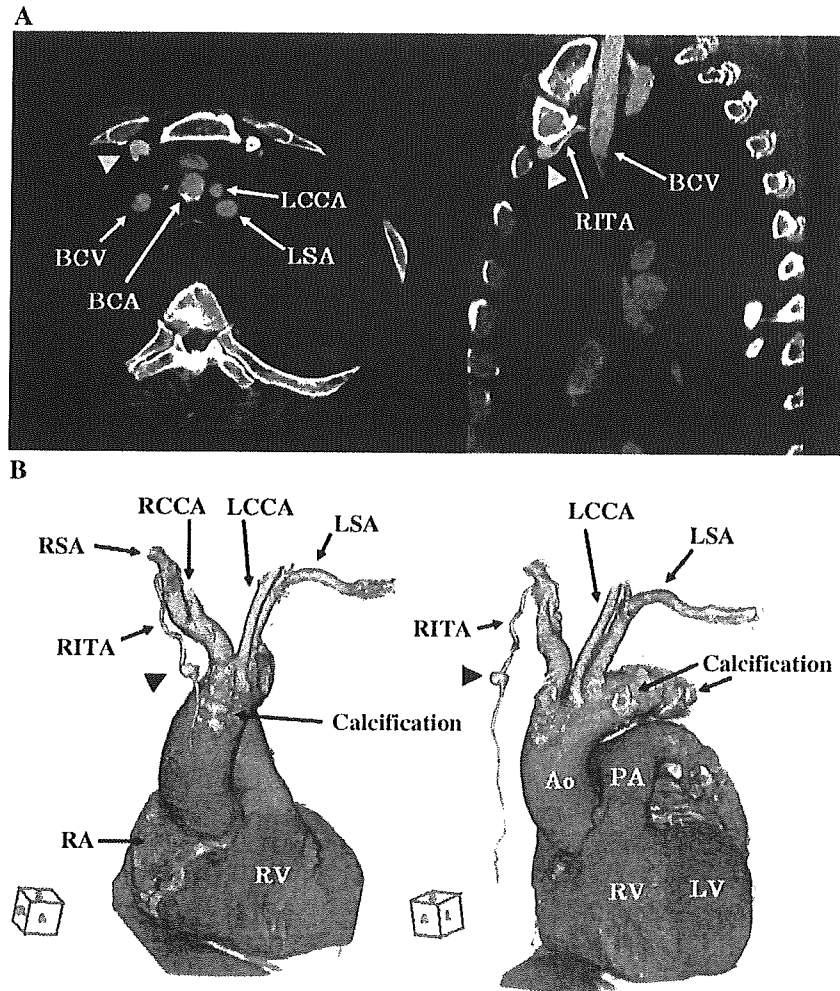 A
LCCA
BCV
LSA
BCA
BCV
RITA
B
RCCA LCCA
LSA
RSA
RITA
Calcification
RA
RV
LCCA
LSA
RITA
Calcification
Ao
PA
RV
LV